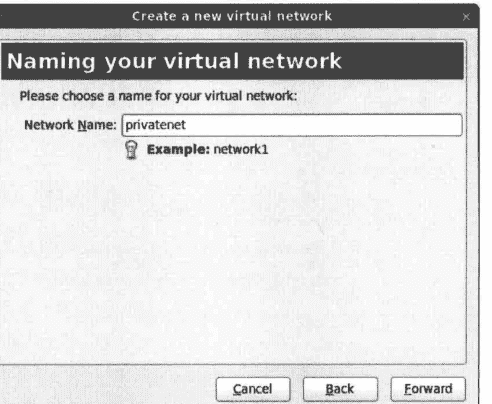 Create a new virtual network
Naming your virtual network
Please choose a name for your virtual network:
Network Name: privatenet
Example: network1
Cancel Back Forward